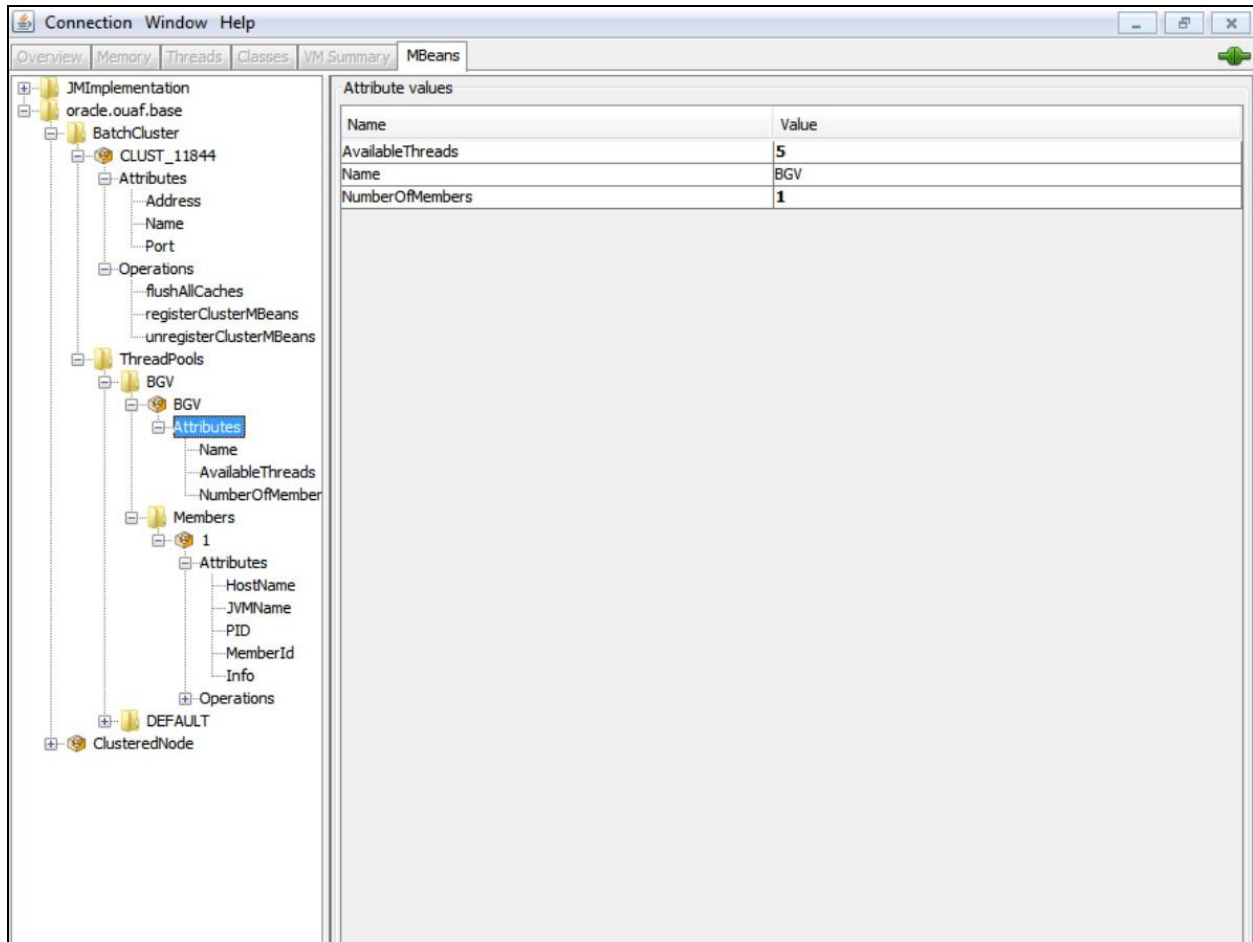 Connection Window Help
Overview Memory Threads Classes VM Summary MBeans
JMImplementation
oracle.ouaf.base
BatchCluster
CLUST_11844
Attributes
Address
Name
Port
Operations
flushAllCaches
registerClusterMBeans
unregisterClusterMBeans
ThreadPools
BGV
BGV
Attributes
Name
AvailableThreads
NumberOfMember
Members
1
Attributes
HostName
JVMName
PID
MemberId
Info
Operations
DEFAULT
ClusteredNode
Attribute values
Name Value
AvailableThreads 5
Name BGV
NumberOfMembers 1